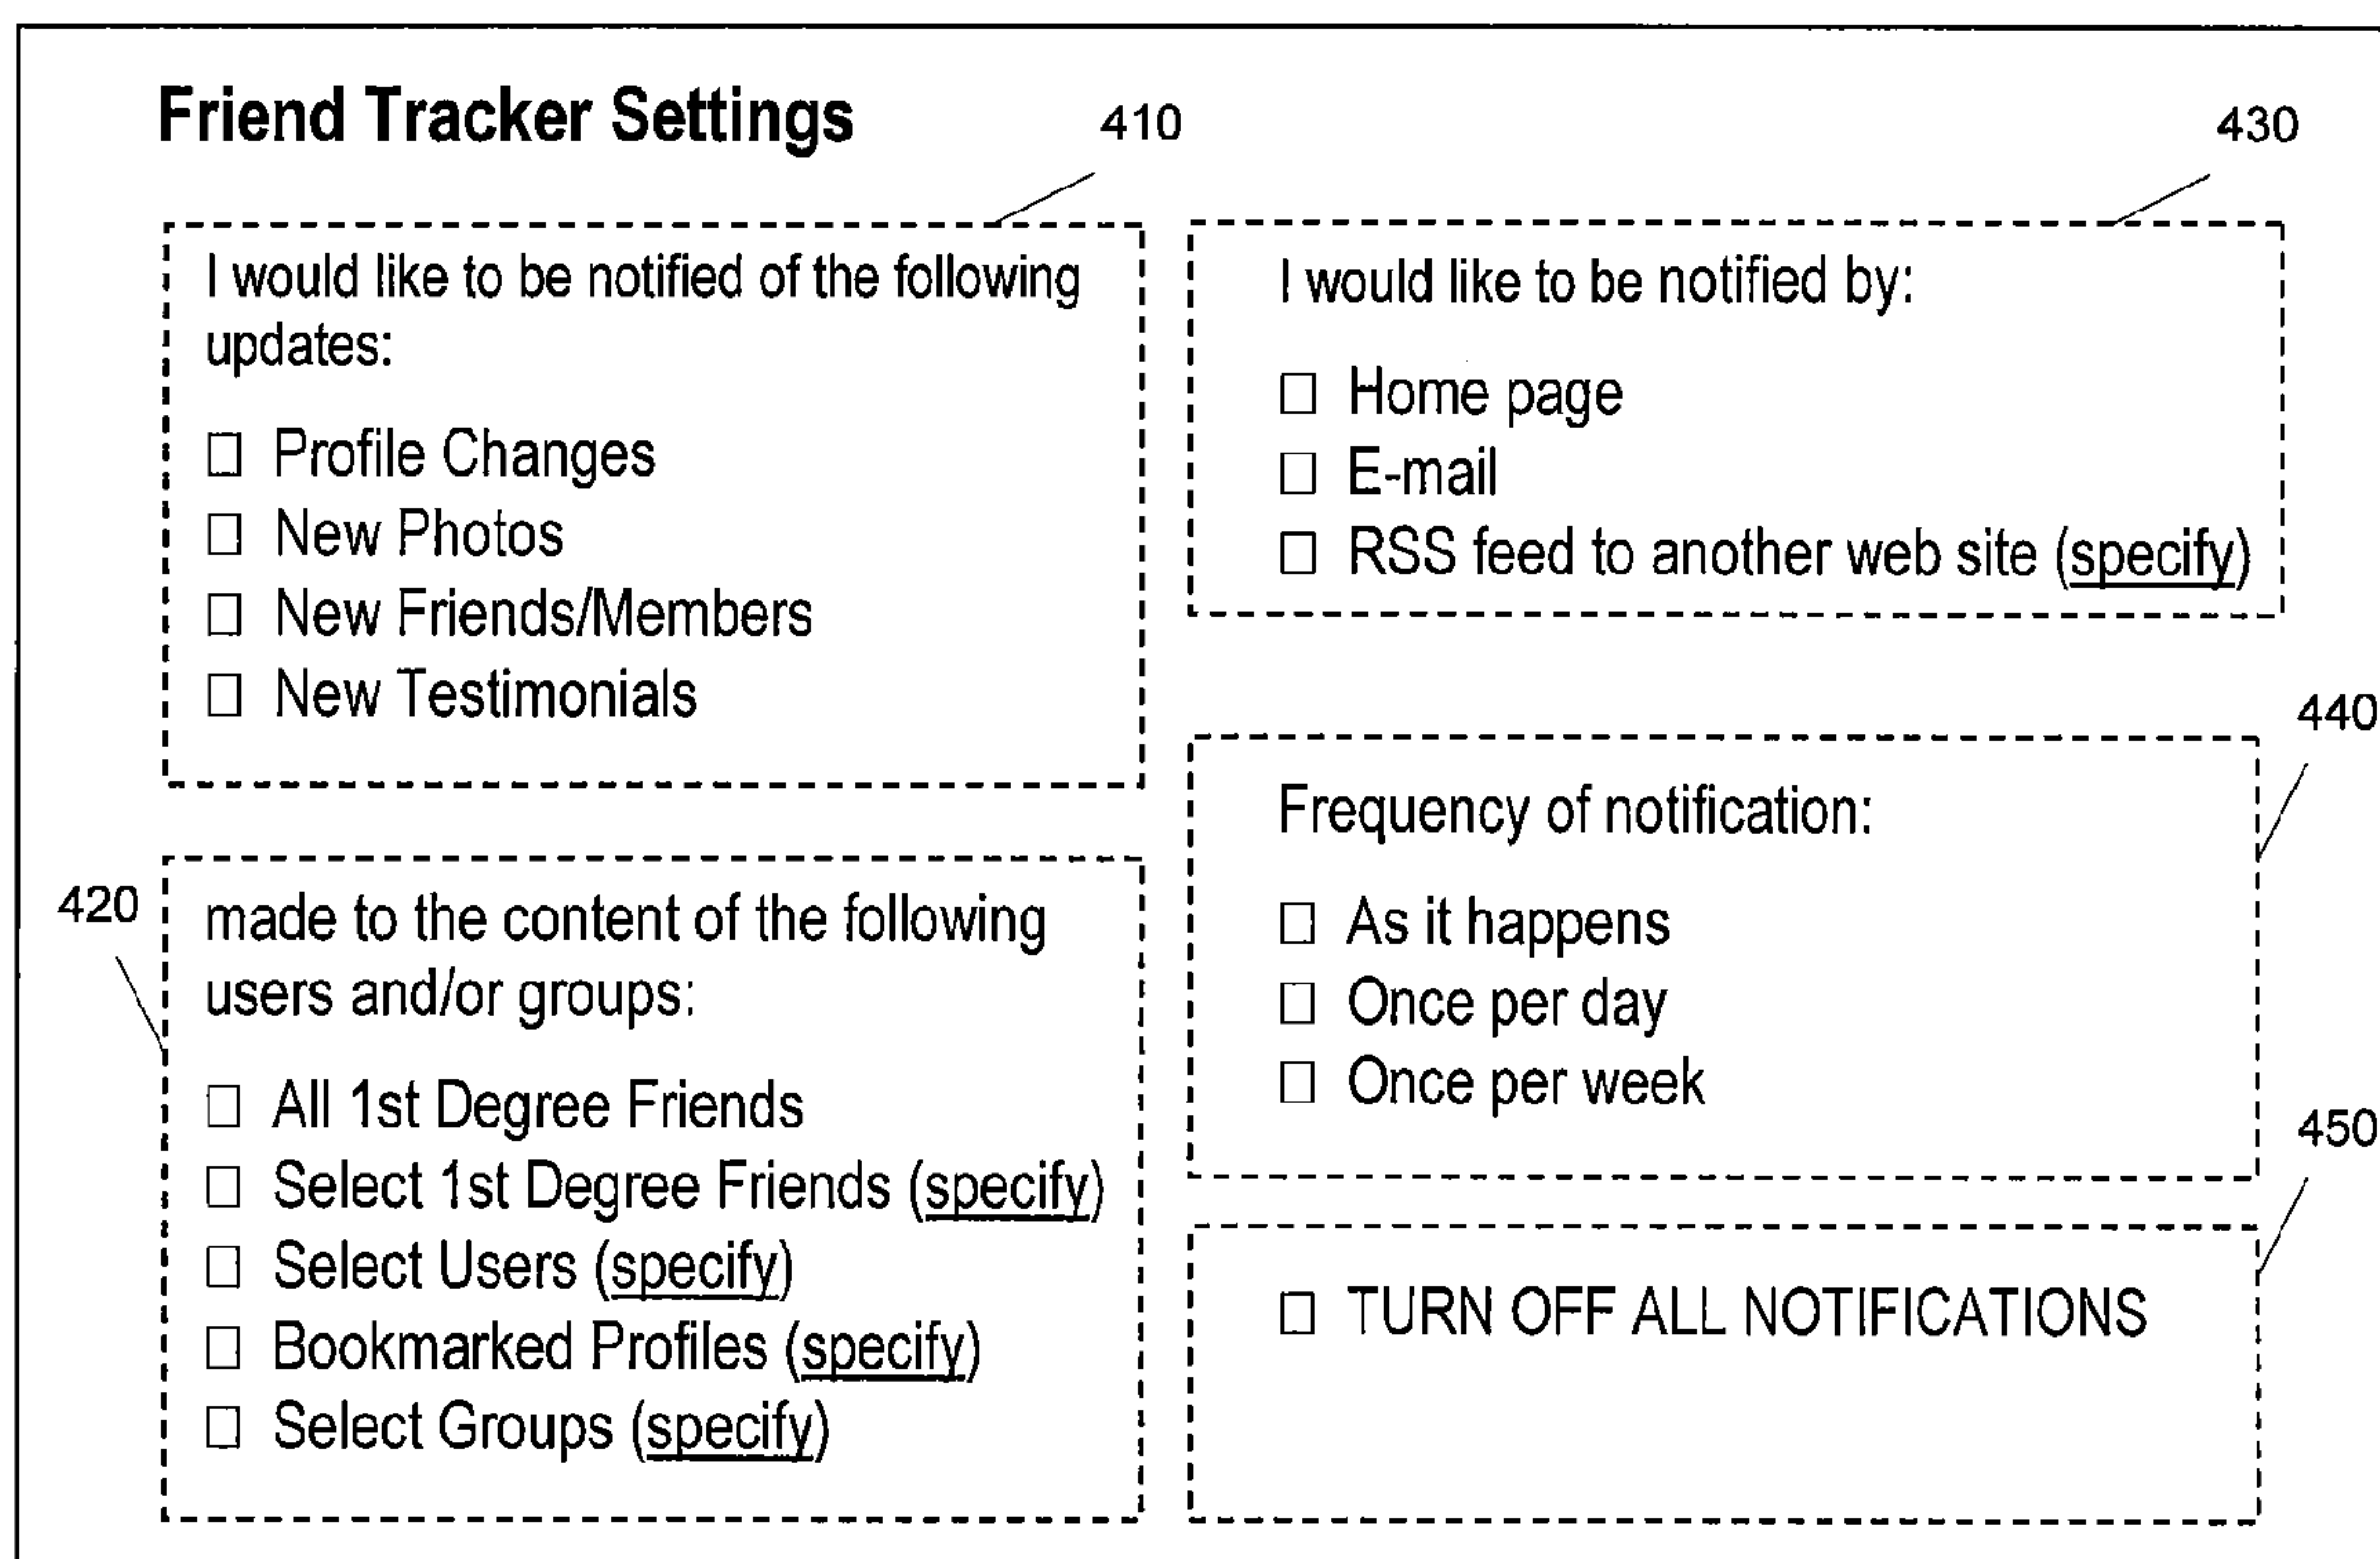 Friend Tracker Settings
410
I would like to be notified of the following
updates:
Profile Changes
New Photos
New Friends/Members
New Testimonials
420
made to the content of the following
users and/or groups:
All 1st Degree Friends
Select 1st Degree Friends (specify)
Select Users (specify)
Bookmarked Profiles (specify)
Select Groups (specify)
430
I would like to be notified by:
Home page
E-mail
RSS feed to another web site (specify)
440
Frequency of notification:
As it happens
Once per day
Once per week
450
TURN OFF ALL NOTIFICATIONS